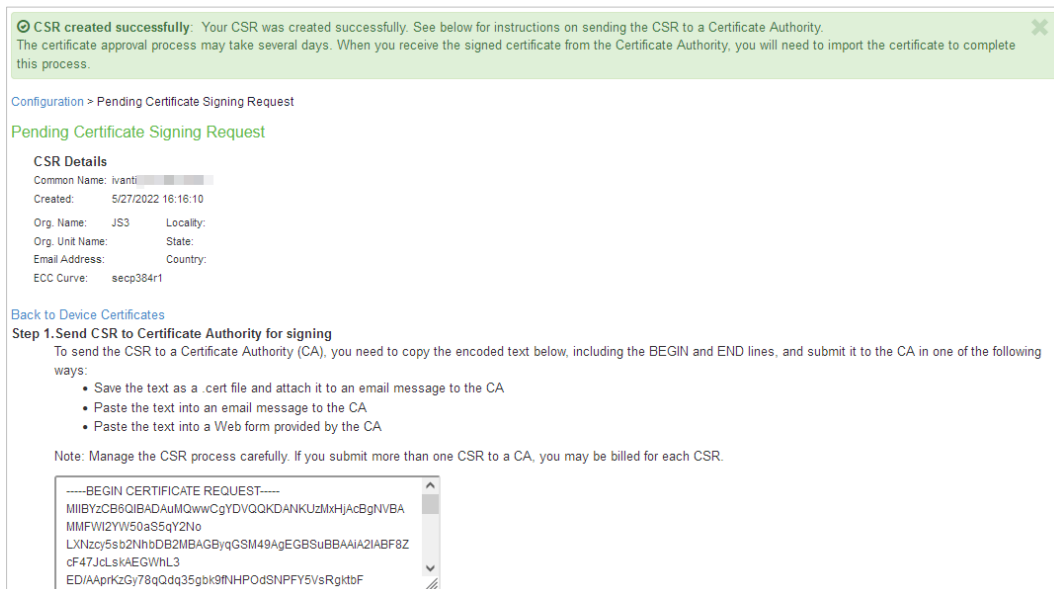 CSR created successfully: Your CSR was created successfully. See below for instructions on sending the CSR to a Certificate Authority.
The certificate approval process may take several days. When you receive the signed certificate from the Certificate Authority, you will need to import the certificate to complete
this process.
Configuration > Pending Certificate Signing Request
Pending Certificate Signing Request
CSR Details
Common Name: ivanti
Created: 5/27/2022 16:16:10
Org. Name: JS3 Locality:
Org. Unit Name: State:
Email Address: Country:
ECC Curve: secp384r1
Back to Device Certificates
Step 1.Send CSR to Certificate Authority for signing
To send the CSR to a Certificate Authority (CA), you need to copy the encoded text below, including the BEGIN and END lines, and submit it to the CA in one of the following
ways:
• Save the text as a .cert file and attach it to an email message to the CA
• Paste the text into an email message to the CA
• Paste the text into a Web form provided by the CA
Note: Manage the CSR process carefully. If you submit more than one CSR to a CA, you may be billed for each CSR.
-----BEGIN CERTIFICATE REQUEST-----
MIIBYzCB6QIBADAuMQwwCgYDVQQKDANKUzMxHjAcBgNVBA
MMFWl2YW50aS5qY2No
LXNzcy5sb2NhbDB2MBAGByqGSM49AgEGBSuBBAAiA2IABF8Z
cF47JcLskAEGWhL3
ED/AAprKzGy78qQdq35gbk9fNHPOdSNPFY5VsRgktbF